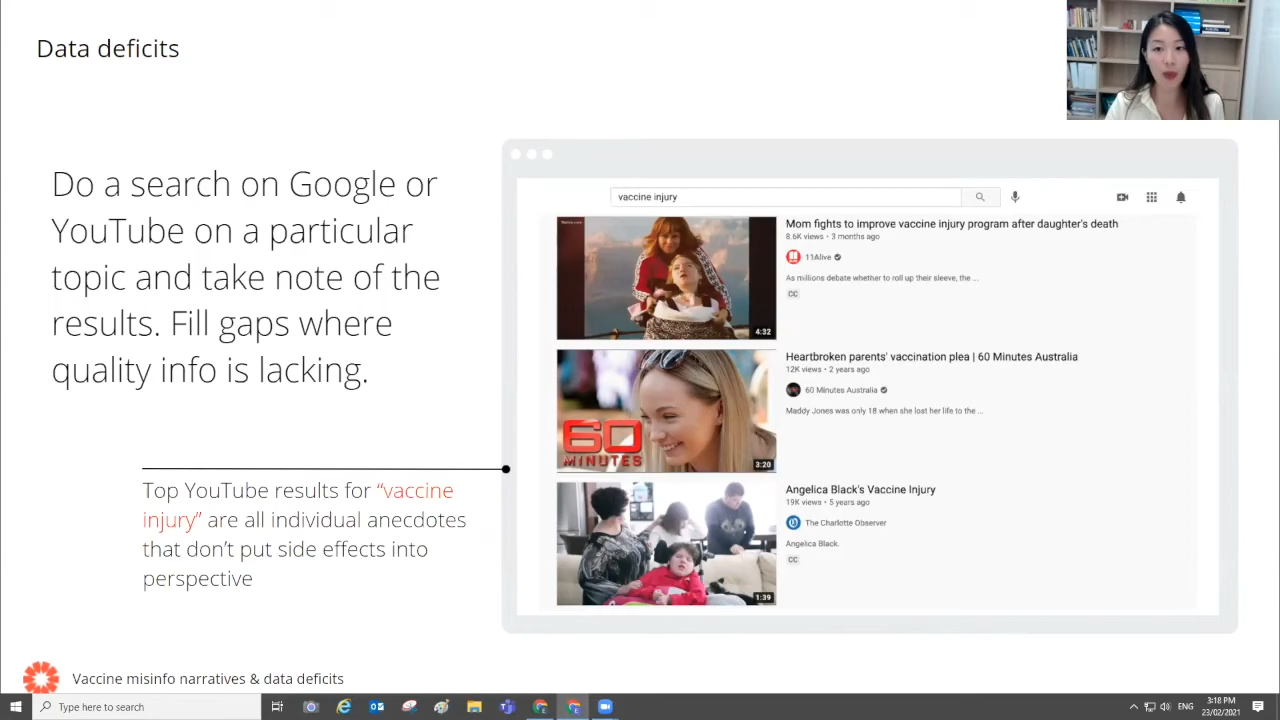 Data deficits
Do a search on Google or
YouTube on a particular
topic and take note of the
results. Fill gaps where
quality info is lacking.
Top YouTube results for “vaccine
injury” are all individual anecdotes
that don’t put side effects into
perspective
vaccine injury
Mom fights to improve vaccine injury program after daughter's death
8.6K views • 3 months ago
11Alive
As millions debate whether to roll up their sleeve, the ...
CC
4:32
Heartbroken parents' vaccination plea | 60 Minutes Australia
12K views • 2 years ago
60 Minutes Australia
Maddy Jones was only 18 when she lost her life to the ...
60
MINUTES
3:20
Angelica Black's Vaccine Injury
19K views • 5 years ago
The Charlotte Observer
Angelica Black.
CC
1:39
Vaccine misinfo narratives & data deficits
Type here to search
ENG
3:18 PM
23/02/2021